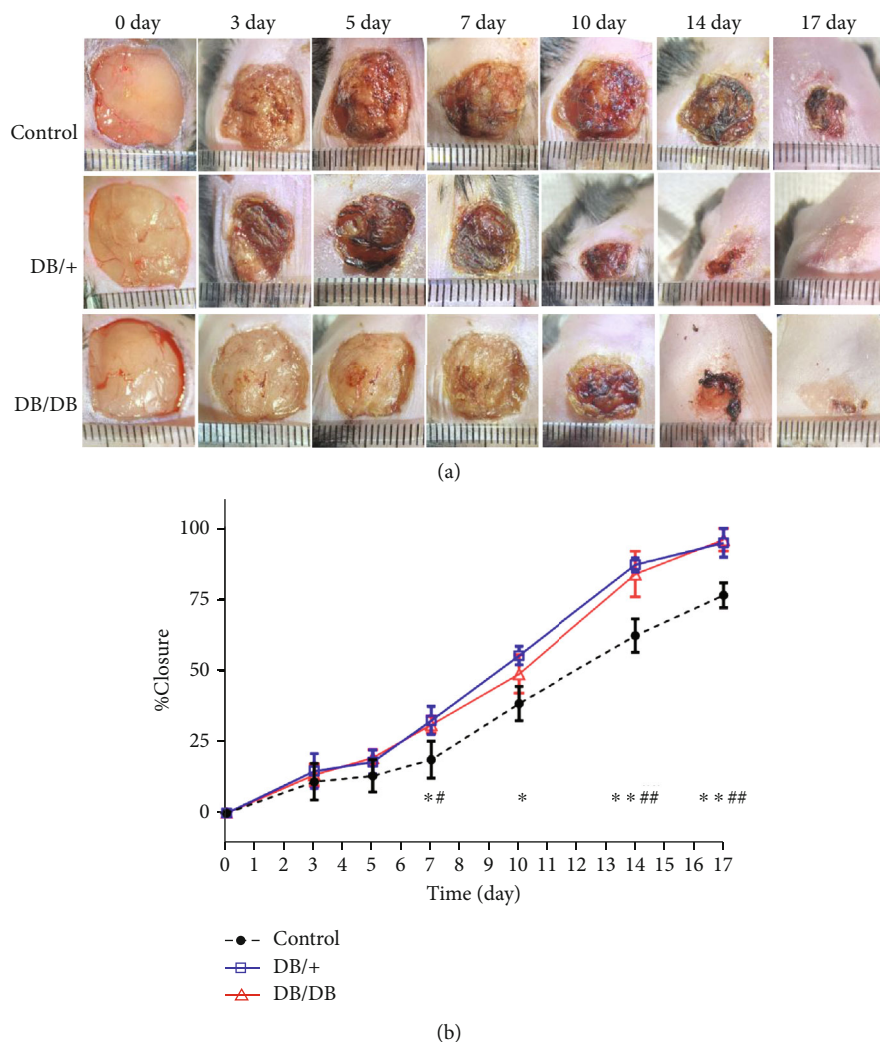 0 day 3 day 5 day 7 day 10 day 14 day 17 day
Control
DB/+
DB/DB
(a)
100
75
50
25
0
%Closure
*# * **## **##
0 1 2 3 4 5 6 7 8 9 10 11 12 13 14 15 16 17
Time (day)
Control
DB/+
DB/DB
(b)